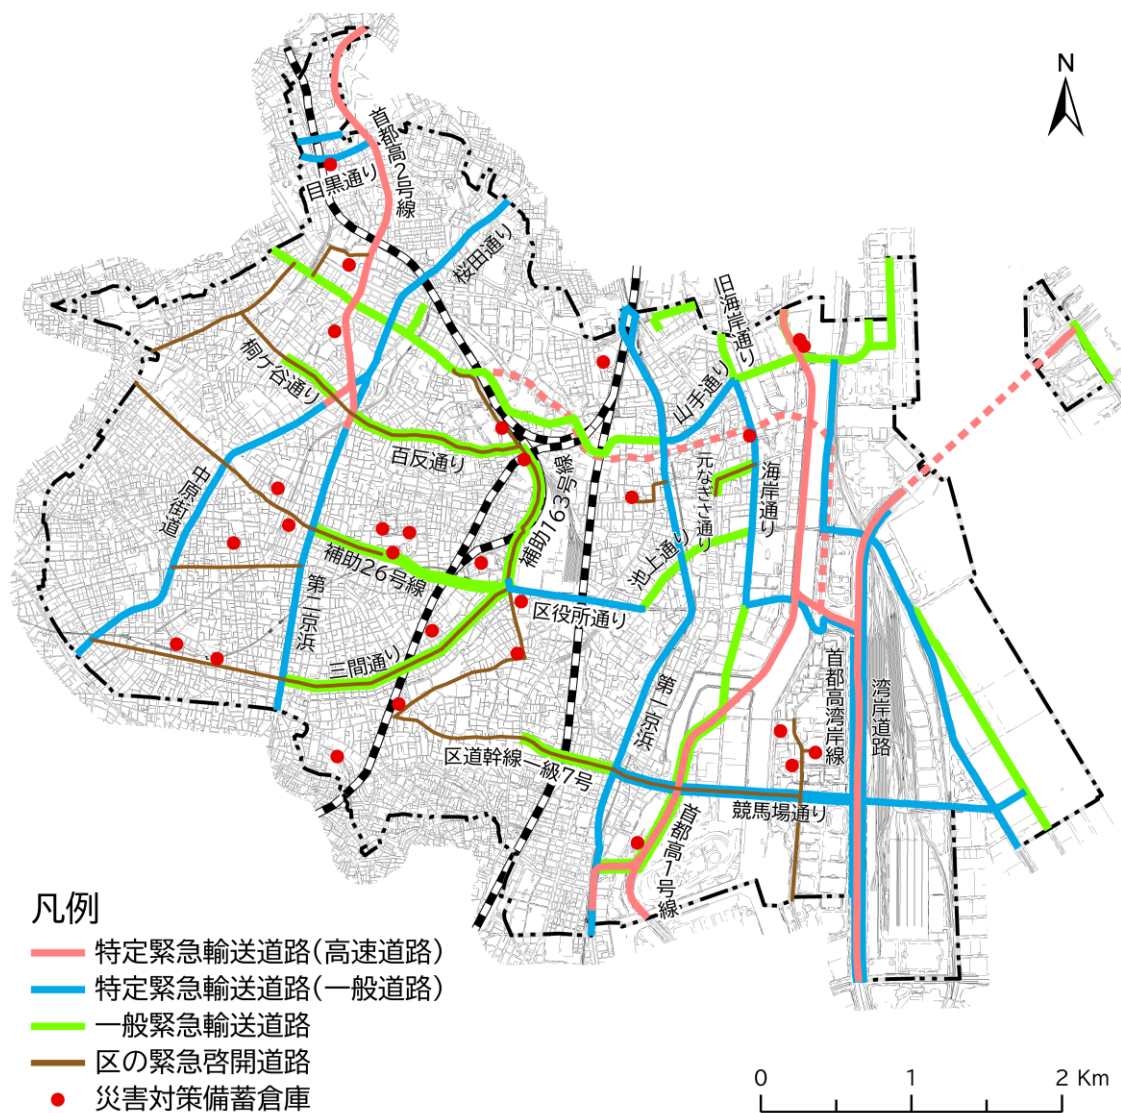 N
首都高2号線
目黒通り
桜田通り
旧海岸通り
桐ケ谷通り
山手通り
百反通り
中原街道
補助163号線
元なぎさ通り
海岸通り
補助26号線
池上通り
第二京浜
区役所通り
三間通り
第一京浜
首都高湾岸線
湾岸道路
区道幹線一級7号
競馬場通り
首都高1号線
凡例
特定緊急輸送道路(高速道路)
特定緊急輸送道路(一般道路)
一般緊急輸送道路
区の緊急啓開道路
災害対策備蓄倉庫
0 1 2 Km